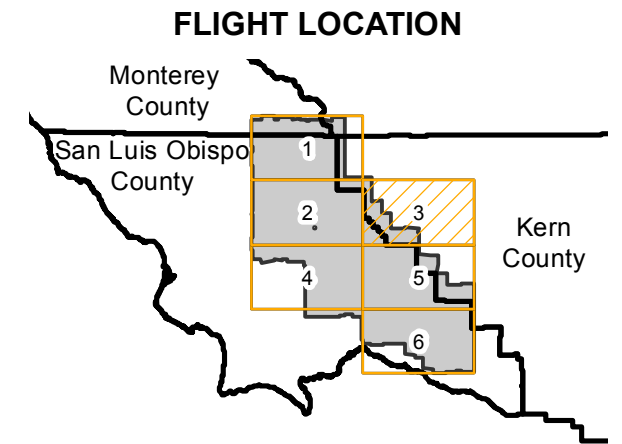 FLIGHT LOCATION
Monterey
County
San Luis Obispo
County
1
2
3
Kern
County
4
5
6